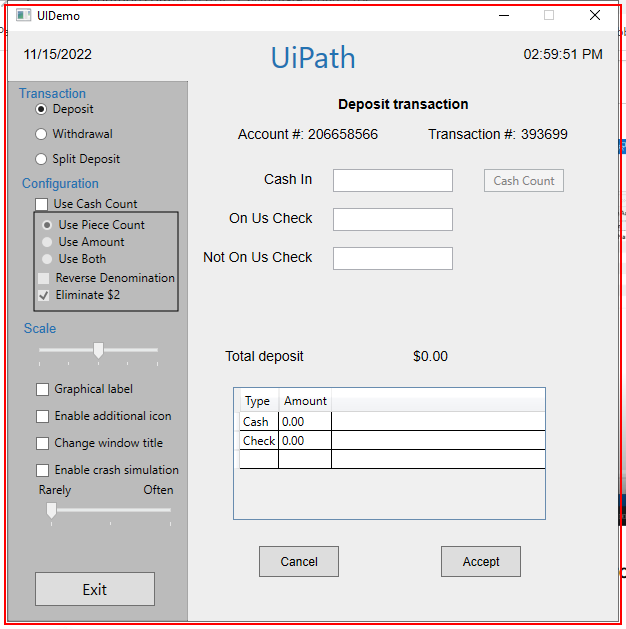 UIDemo
11/15/2022
UiPath
02:59:51 PM
Transaction
Deposit
Withdrawal
Split Deposit
Configuration
Use Cash Count
Use Piece Count
Use Amount
Use Both
Reverse Denomination
Eliminate $2
Scale
Graphical label
Enable additional icon
Change window title
Enable crash simulation
Rarely Often
Exit
Deposit transaction
Account #: 206658566 Transaction #: 393699
Cash In Cash Count
On Us Check
Not On Us Check
Total deposit $0.00
Type Amount
Cash 0.00
Check 0.00
Cancel Accept